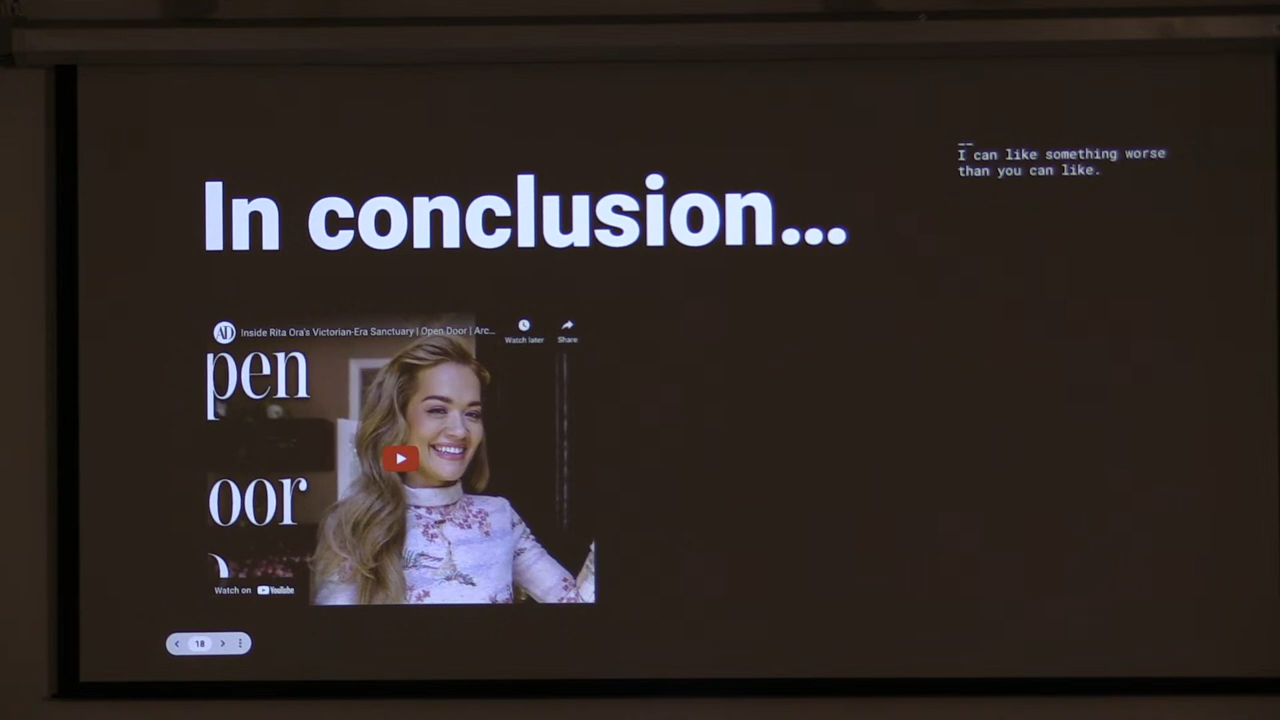 I can like something worse
than you can like.
In conclusion...
AD
Inside Rita Ora's Victorian-Era Sanctuary | Open Door | Arc...
Watch later
Share
pen
oor
Watch on YouTube
18